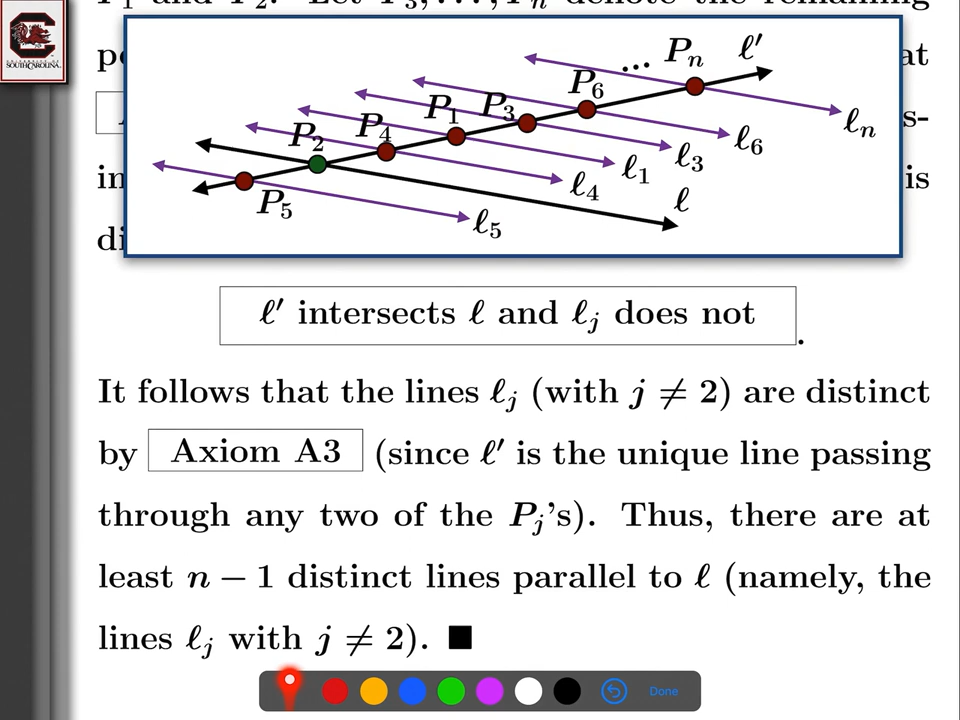 P₁ and P₂. Let P₃, …, Pₙ denote the remaining
SOUTH CAROLINA
at
... Pₙ ℓ′
P₆
P₁ P₃
P₂ P₄
ℓₙ
ℓ₆
ℓ₃
ℓ₁
ℓ₄
ℓ
P₅
ℓ₅
is
ℓ′ intersects ℓ and ℓⱼ does not
.
It follows that the lines ℓⱼ (with j ≠ 2) are distinct
by Axiom A3 (since ℓ′ is the unique line passing
through any two of the Pⱼ’s). Thus, there are at
least n − 1 distinct lines parallel to ℓ (namely, the
lines ℓⱼ with j ≠ 2). ■
Done